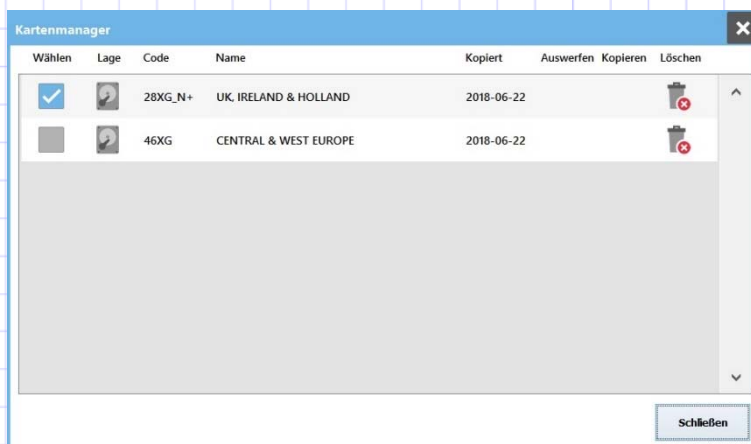 Kartenmanager
Wählen Lage Code Name Kopiert Auswerfen Kopieren Löschen
28XG_N+ UK, IRELAND & HOLLAND 2018-06-22
46XG CENTRAL & WEST EUROPE 2018-06-22
Schließen